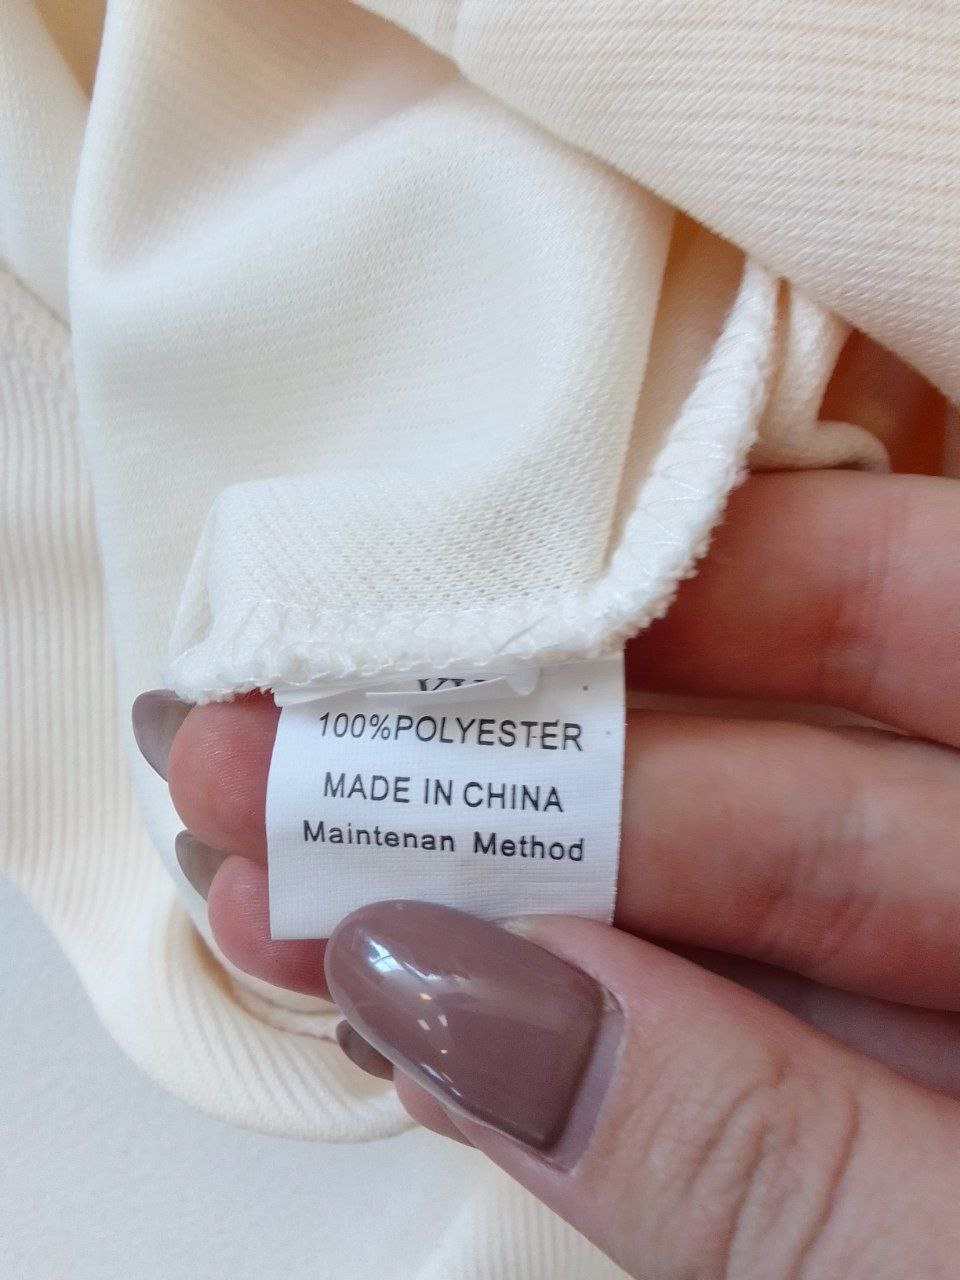 100%POLYESTER
MADE IN CHINA
Maintenan Method